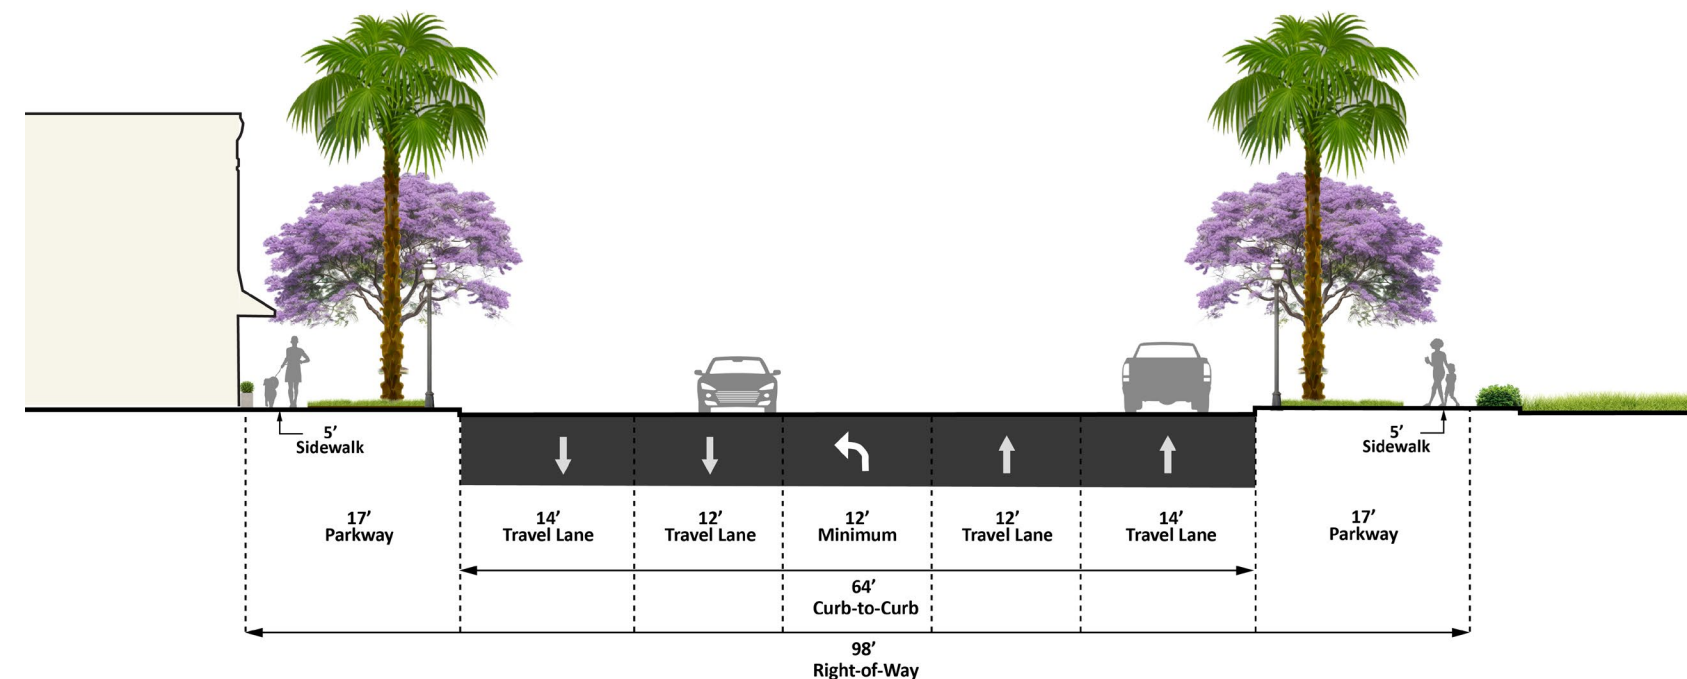 5’
Sidewalk
5’
Sidewalk
17’
Parkway
14’
Travel Lane
12’
Travel Lane
12’
Minimum
12’
Travel Lane
14’
Travel Lane
17’
Parkway
64’
Curb-to-Curb
98’
Right-of-Way